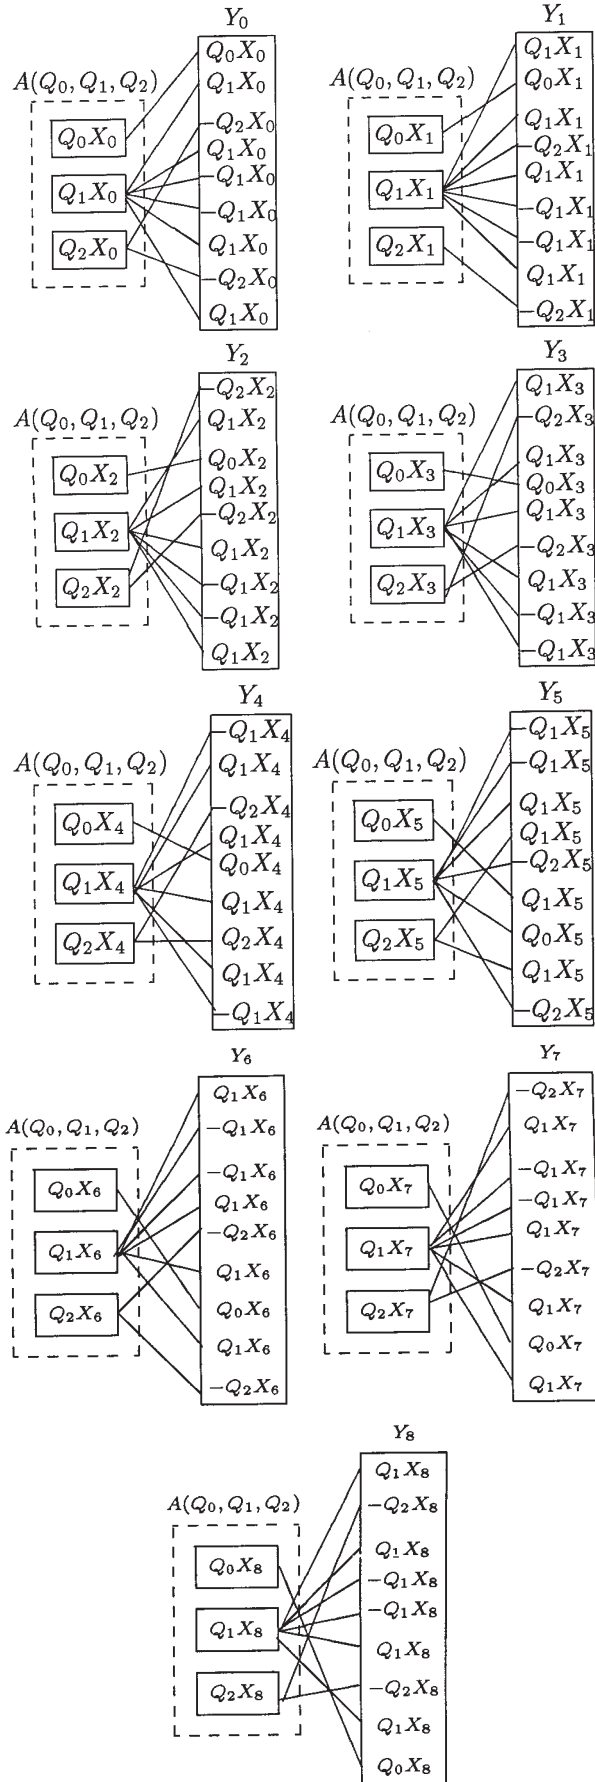 Y₀
Q₀X₀
Q₁X₀
-Q₂X₀
Q₁X₀
-Q₁X₀
-Q₁X₀
Q₁X₀
-Q₂X₀
Q₁X₀
A(Q₀, Q₁, Q₂)
Q₀X₀
Q₁X₀
Q₂X₀
Y₁
Q₁X₁
Q₀X₁
Q₁X₁
-Q₂X₁
Q₁X₁
-Q₁X₁
-Q₁X₁
Q₁X₁
-Q₂X₁
A(Q₀, Q₁, Q₂)
Q₀X₁
Q₁X₁
Q₂X₁
Y₂
-Q₂X₂
Q₁X₂
Q₀X₂
Q₁X₂
-Q₂X₂
Q₁X₂
-Q₁X₂
-Q₁X₂
Q₁X₂
A(Q₀, Q₁, Q₂)
Q₀X₂
Q₁X₂
Q₂X₂
Y₃
Q₁X₃
-Q₂X₃
Q₁X₃
Q₀X₃
Q₁X₃
-Q₂X₃
Q₁X₃
-Q₁X₃
-Q₁X₃
A(Q₀, Q₁, Q₂)
Q₀X₃
Q₁X₃
Q₂X₃
Y₄
-Q₁X₄
Q₁X₄
-Q₂X₄
Q₁X₄
Q₀X₄
Q₁X₄
Q₂X₄
Q₁X₄
-Q₁X₄
A(Q₀, Q₁, Q₂)
Q₀X₄
Q₁X₄
Q₂X₄
Y₅
-Q₁X₅
-Q₁X₅
Q₁X₅
Q₁X₅
-Q₂X₅
Q₁X₅
Q₀X₅
Q₁X₅
-Q₂X₅
A(Q₀, Q₁, Q₂)
Q₀X₅
Q₁X₅
Q₂X₅
Y₆
Q₁X₆
-Q₁X₆
-Q₁X₆
Q₁X₆
-Q₂X₆
Q₁X₆
Q₀X₆
Q₁X₆
-Q₂X₆
A(Q₀, Q₁, Q₂)
Q₀X₆
Q₁X₆
Q₂X₆
Y₇
-Q₂X₇
Q₁X₇
-Q₁X₇
-Q₁X₇
Q₁X₇
-Q₂X₇
Q₁X₇
Q₀X₇
Q₁X₇
A(Q₀, Q₁, Q₂)
Q₀X₇
Q₁X₇
Q₂X₇
Y₈
Q₁X₈
-Q₂X₈
Q₁X₈
-Q₁X₈
-Q₁X₈
Q₁X₈
-Q₂X₈
Q₁X₈
Q₀X₈
A(Q₀, Q₁, Q₂)
Q₀X₈
Q₁X₈
Q₂X₈